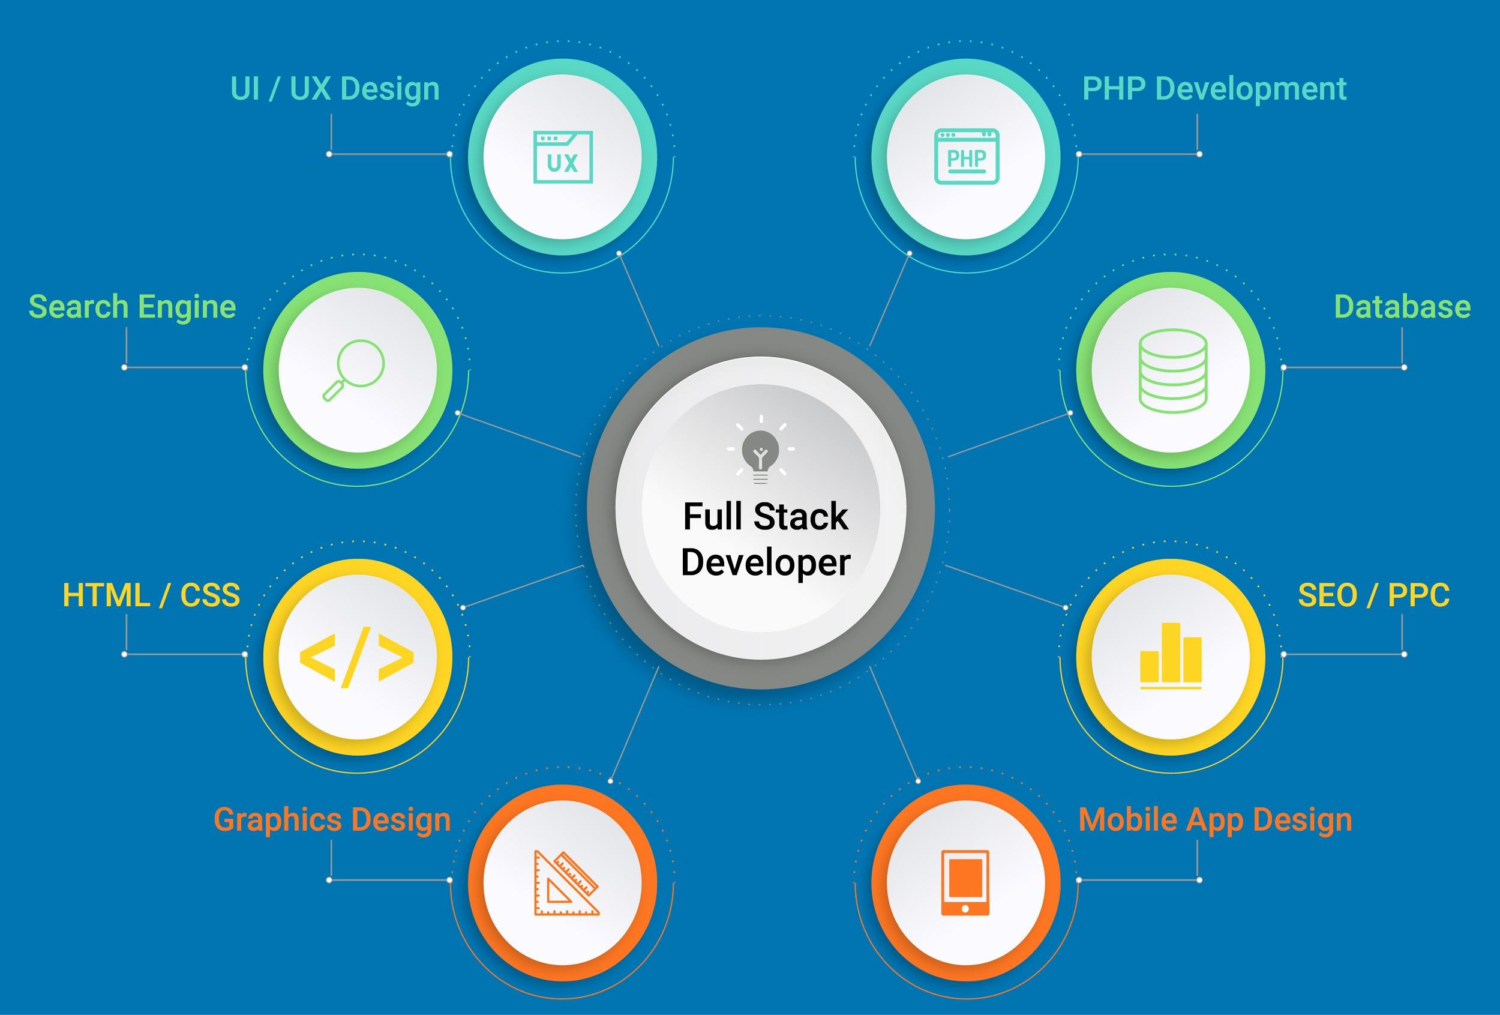 UI / UX Design
PHP Development
UX
PHP
Search Engine
Database
Full Stack
Developer
HTML / CSS
SEO / PPC
</>
Graphics Design
Mobile App Design